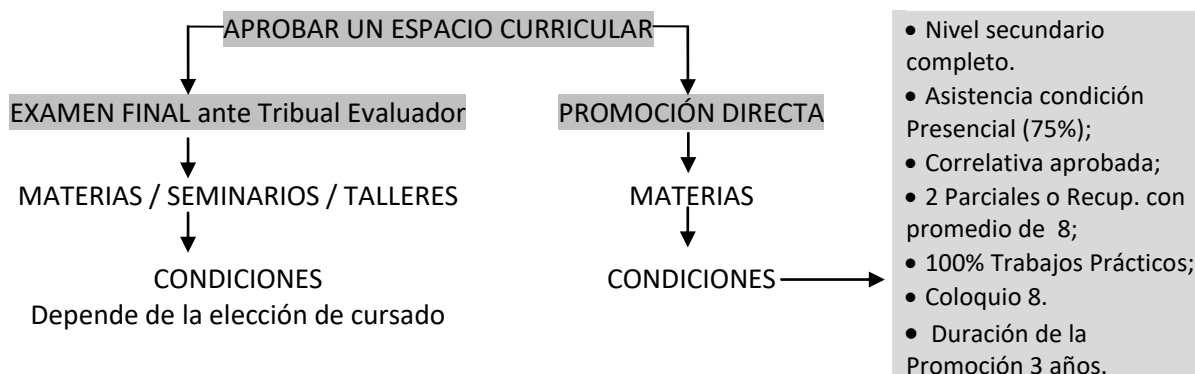 APROBAR UN ESPACIO CURRICULAR
EXAMEN FINAL ante Tribual Evaluador
MATERIAS / SEMINARIOS / TALLERES
CONDICIONES
Depende de la elección de cursado
PROMOCIÓN DIRECTA
MATERIAS
CONDICIONES
• Nivel secundario
completo.
• Asistencia condición
Presencial (75%);
• Correlativa aprobada;
• 2 Parciales o Recup. con
promedio de 8;
• 100% Trabajos Prácticos;
• Coloquio 8.
• Duración de la
Promoción 3 años.